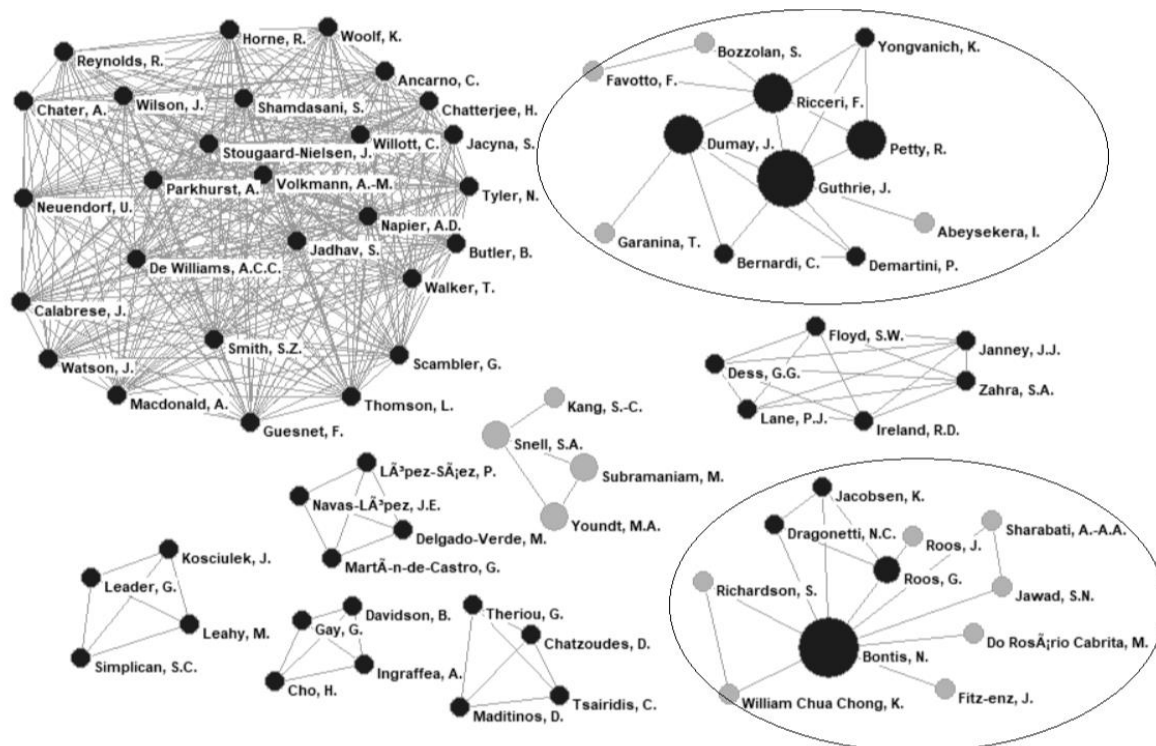 Horne, R.
Woolf, K.
Reynolds, R.
Ancarno, C.
Chater, A.
Wilson, J.
Shamdasani, S.
Chatterjee, H.
Stougaard-Nielsen, J.
Willott, C.
Jacyna, S.
Parkhurst, A.
Volkmann, A.-M.
Tyler, N.
Neuendorf, U.
Napier, A.D.
Jadhav, S.
Butler, B.
De Williams, A.C.C.
Walker, T.
Calabrese, J.
Smith, S.Z.
Scambler, G.
Watson, J.
Macdonald, A.
Thomson, L.
Guesnet, F.
Bozzolan, S.
Yongvanich, K.
Favotto, F.
Ricceri, F.
Dumay, J.
Petty, R.
Guthrie, J.
Abeysekera, I.
Garanina, T.
Bernardi, C.
Demartini, P.
Floyd, S.W.
Janney, J.J.
Dess, G.G.
Zahra, S.A.
Lane, P.J.
Ireland, R.D.
Kang, S.-C.
Snell, S.A.
Subramaniam, M.
Youndt, M.A.
LÃ³pez-SÃ¡ez, P.
Navas-LÃ³pez, J.E.
Delgado-Verde, M.
MartÃ-n-de-Castro, G.
Kosciulek, J.
Leader, G.
Leahy, M.
Simplican, S.C.
Davidson, B.
Gay, G.
Ingraffea, A.
Cho, H.
Theriou, G.
Chatzoudes, D.
Tsairidis, C.
Maditinos, D.
Jacobsen, K.
Dragonetti, N.C.
Roos, J.
Sharabati, A.-A.A.
Richardson, S.
Roos, G.
Jawad, S.N.
Do RosÃ¡rio Cabrita, M.
Bontis, N.
William Chua Chong, K.
Fitz-enz, J.